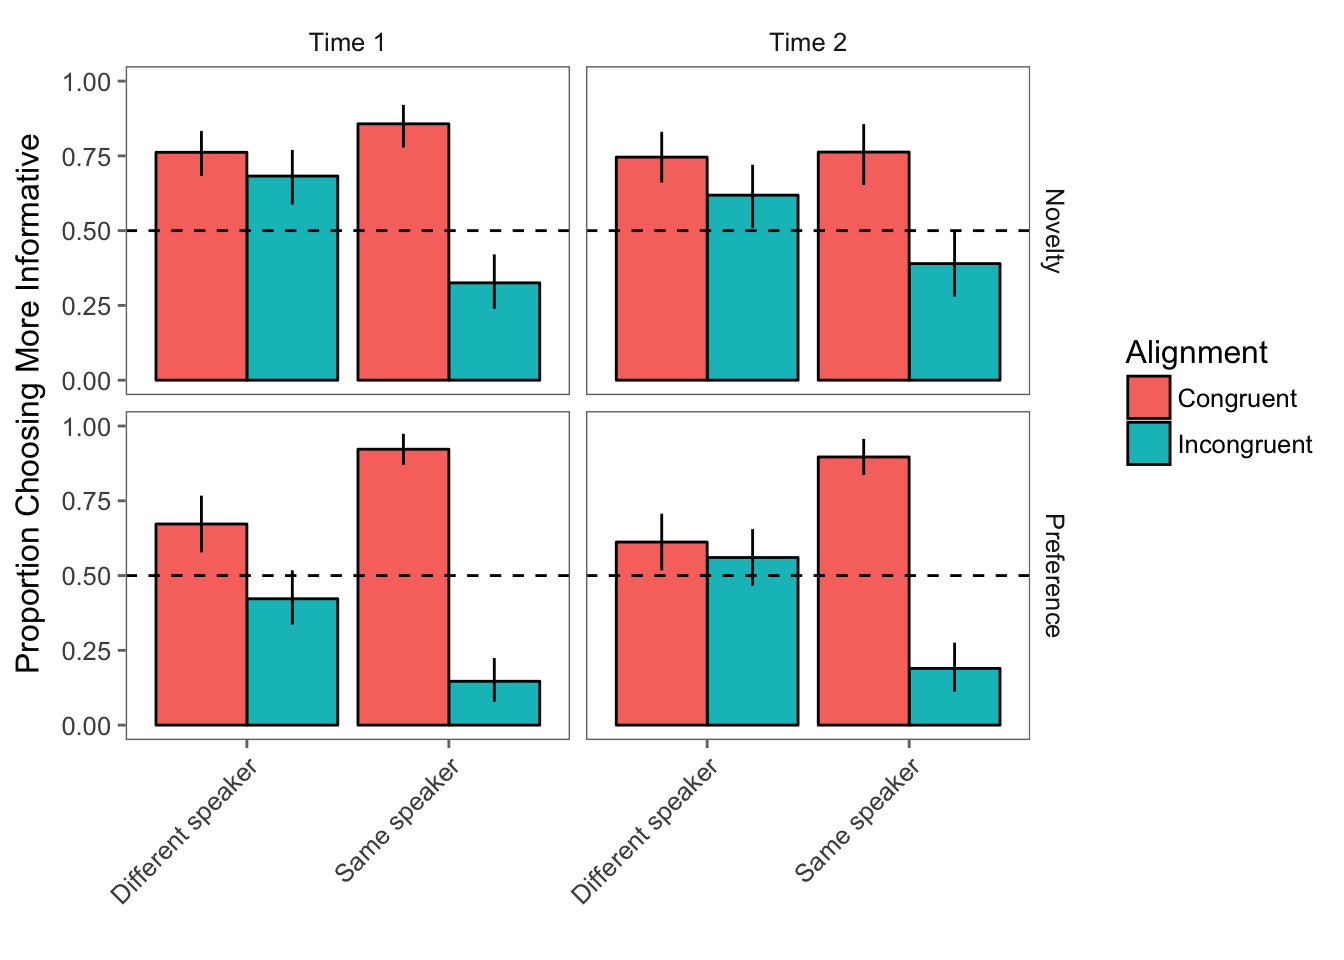 Time 1
Time 2
Proportion Choosing More Informative
1.00
0.75
0.50
0.25
0.00
Novelty
1.00
0.75
0.50
0.25
0.00
Preference
Different speaker
Same speaker
Different speaker
Same speaker
Alignment
Congruent
Incongruent